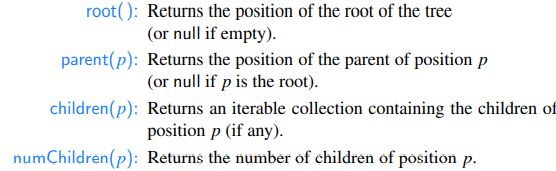 root( ): Returns the position of the root of the tree
(or null if empty).
parent(p): Returns the position of the parent of position p
(or null if p is the root).
children(p): Returns an iterable collection containing the children of
position p (if any).
numChildren(p): Returns the number of children of position p.